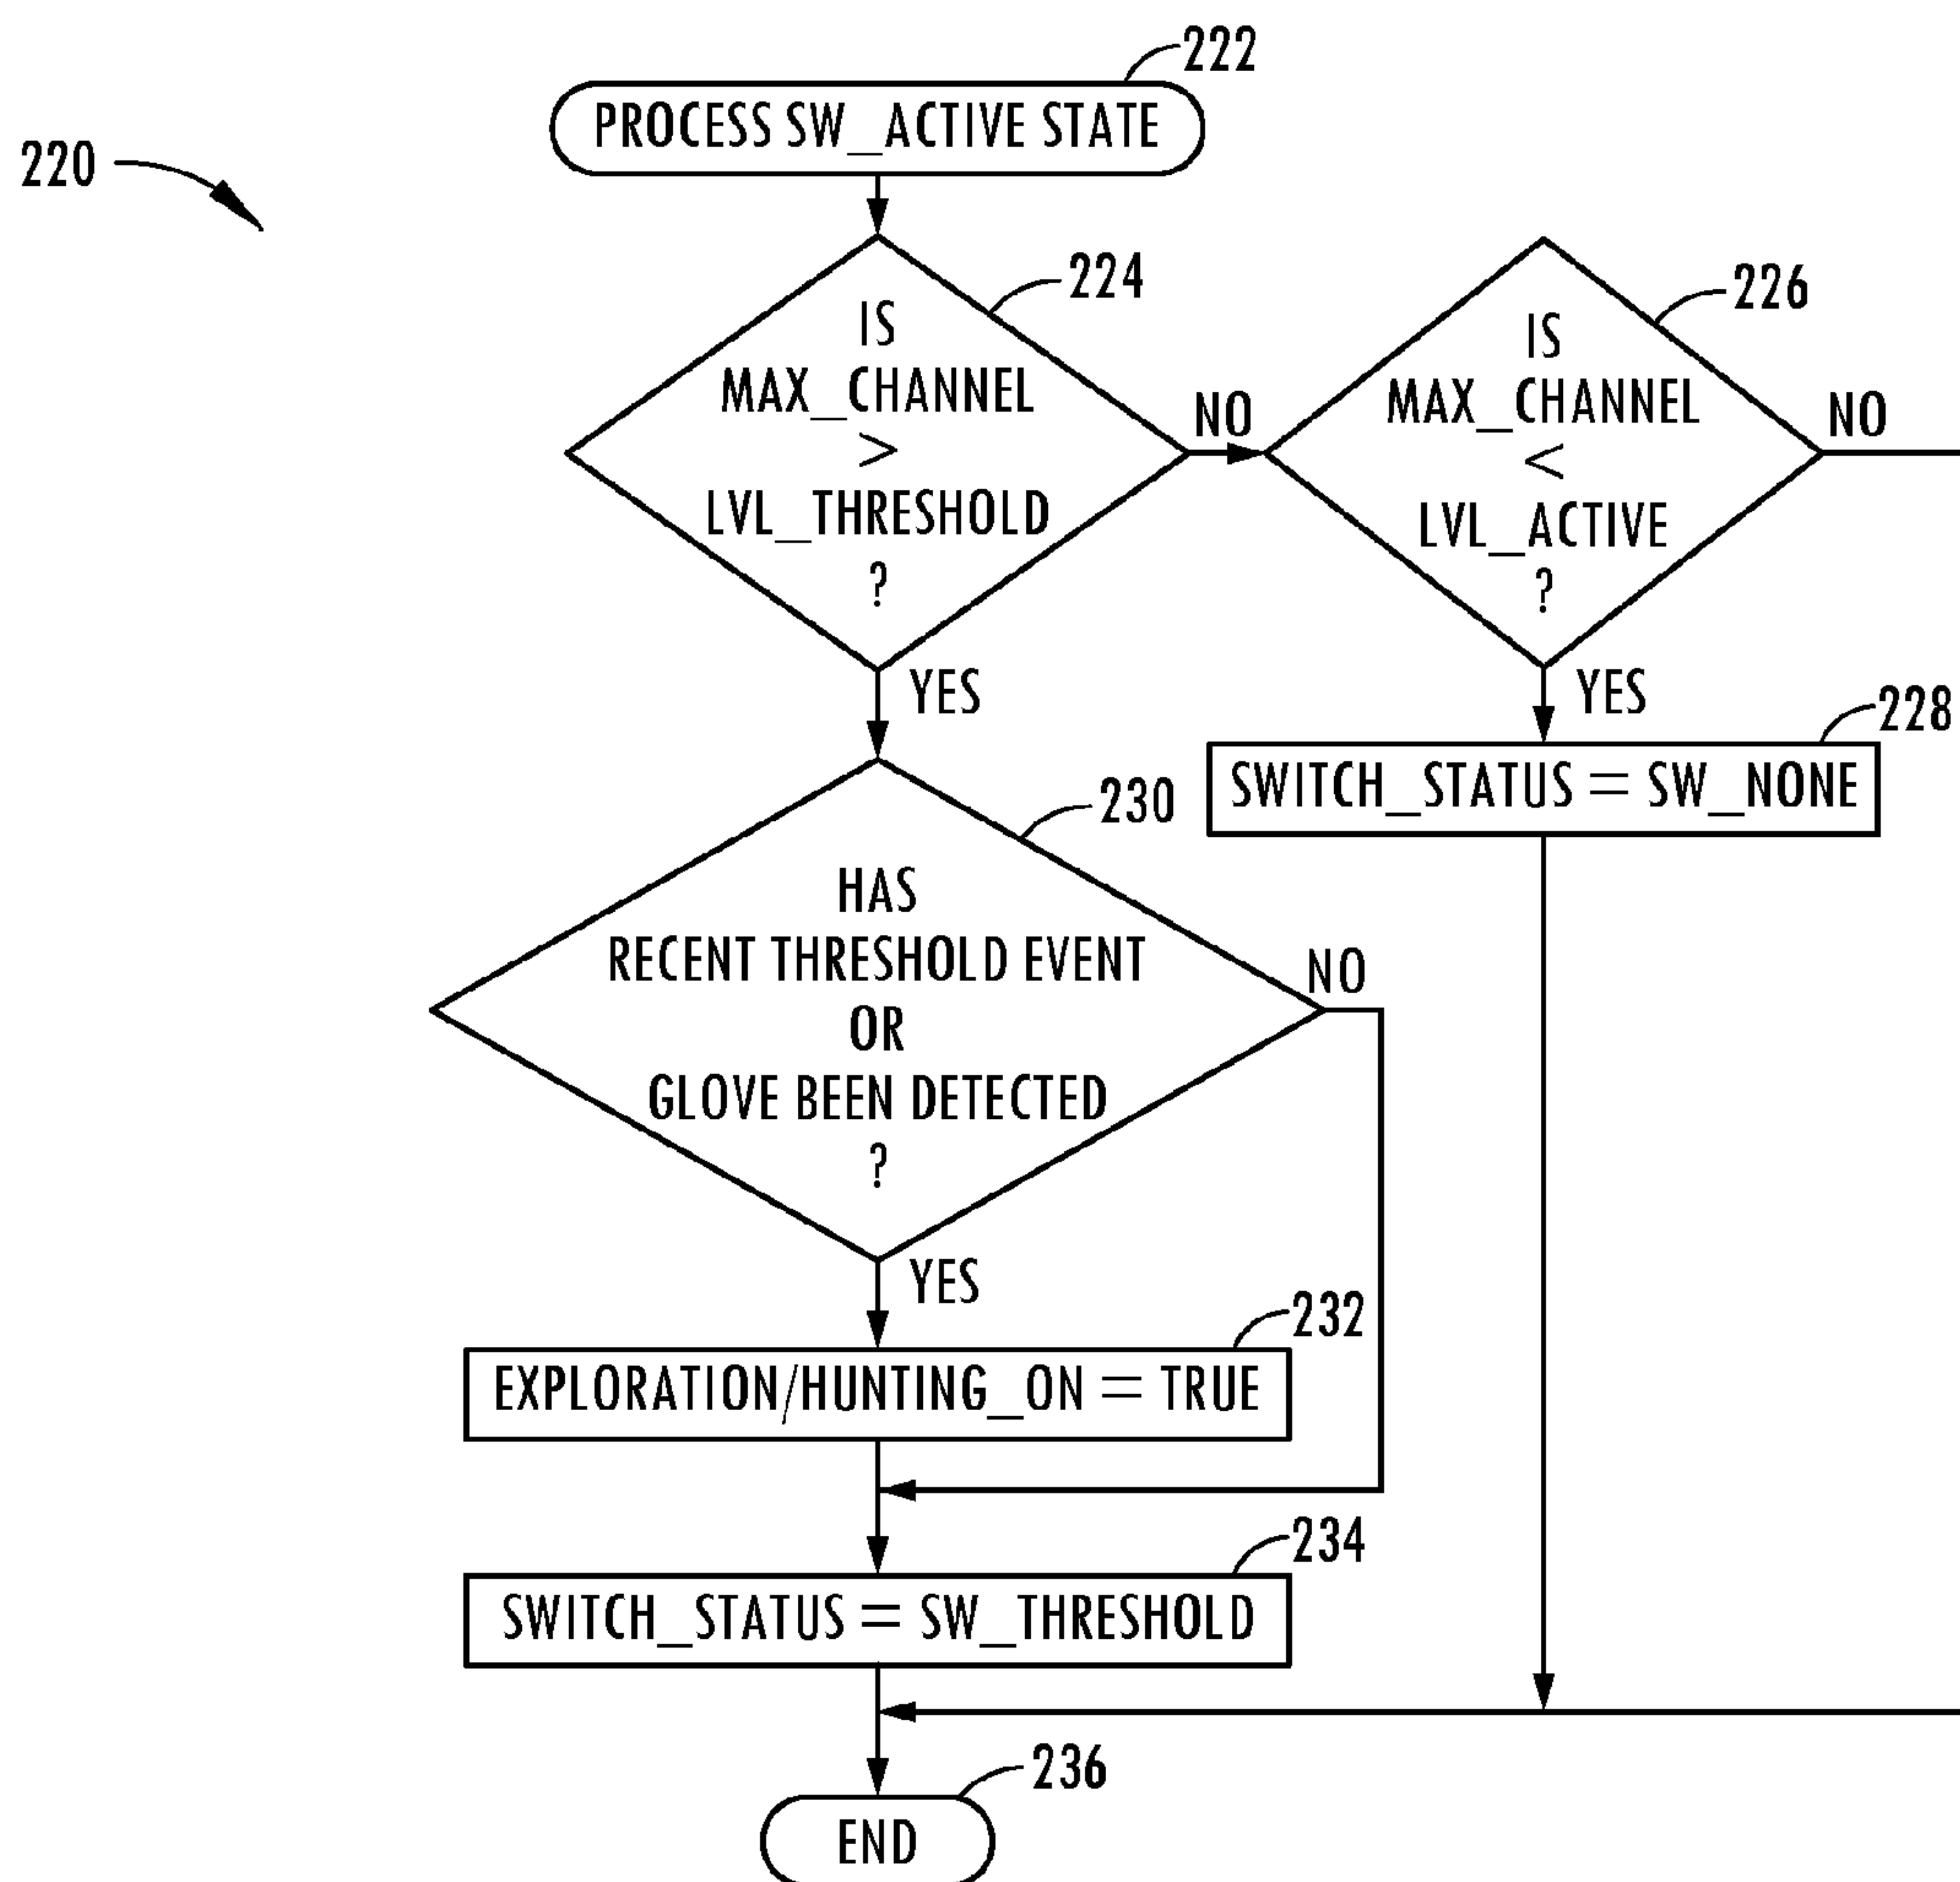 222
PROCESS SW_ACTIVE STATE
220
224
IS
MAX_CHANNEL
>
LVL_THRESHOLD
?
NO
YES
226
IS
MAX_CHANNEL
<
LVL_ACTIVE
?
NO
YES
228
SWITCH_STATUS = SW_NONE
230
HAS
RECENT THRESHOLD EVENT
OR
GLOVE BEEN DETECTED
?
NO
YES
232
EXPLORATION/HUNTING_ON = TRUE
234
SWITCH_STATUS = SW_THRESHOLD
236
END